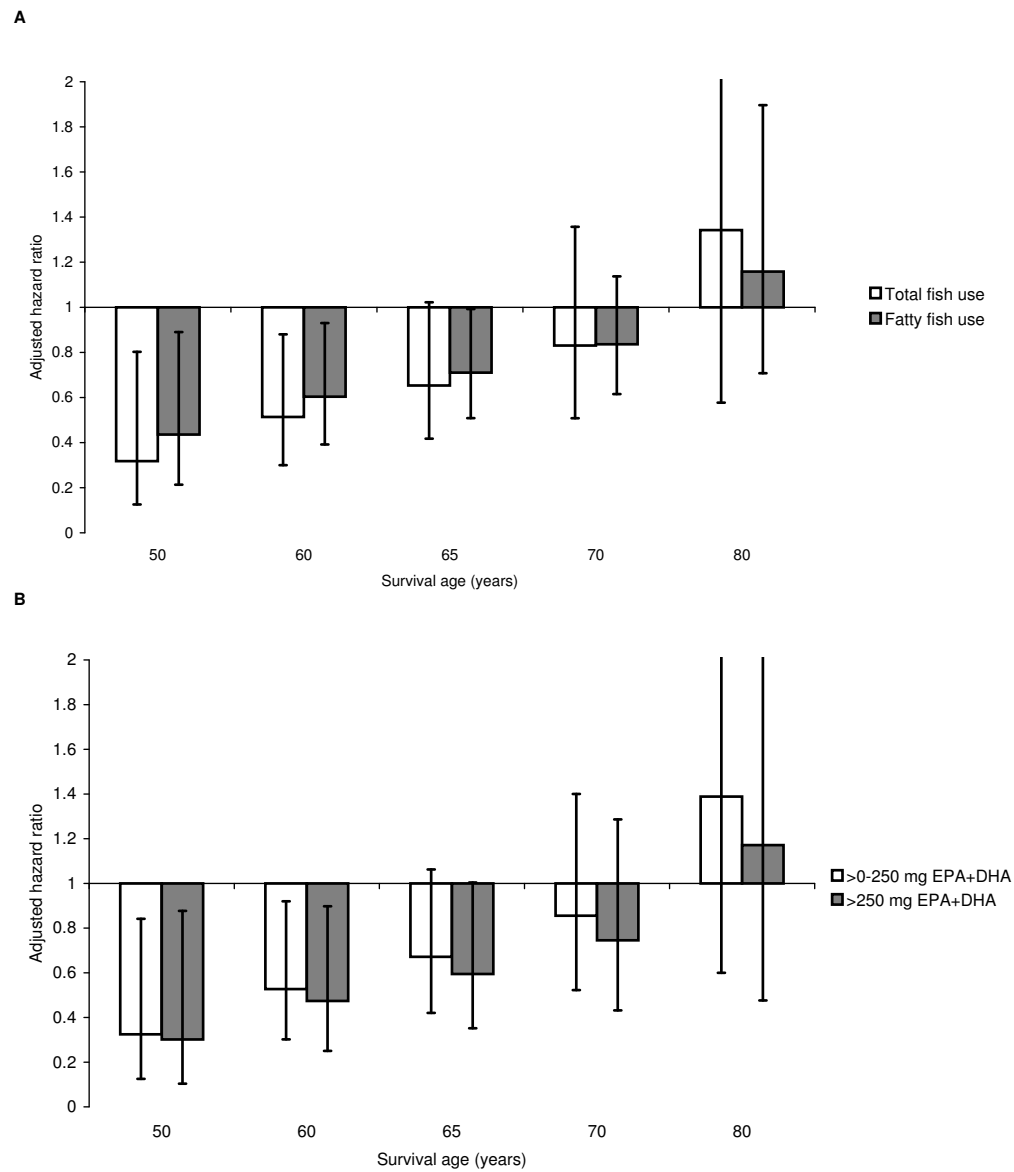 A
2
1.8
1.6
1.4
1.2
1
0.8
0.6
0.4
0.2
0
Adjusted hazard ratio
50 60 65 70 80
Survival age (years)
Total fish use
Fatty fish use
B
2
1.8
1.6
1.4
1.2
1
0.8
0.6
0.4
0.2
0
Adjusted hazard ratio
50 60 65 70 80
Survival age (years)
>0-250 mg EPA+DHA
>250 mg EPA+DHA